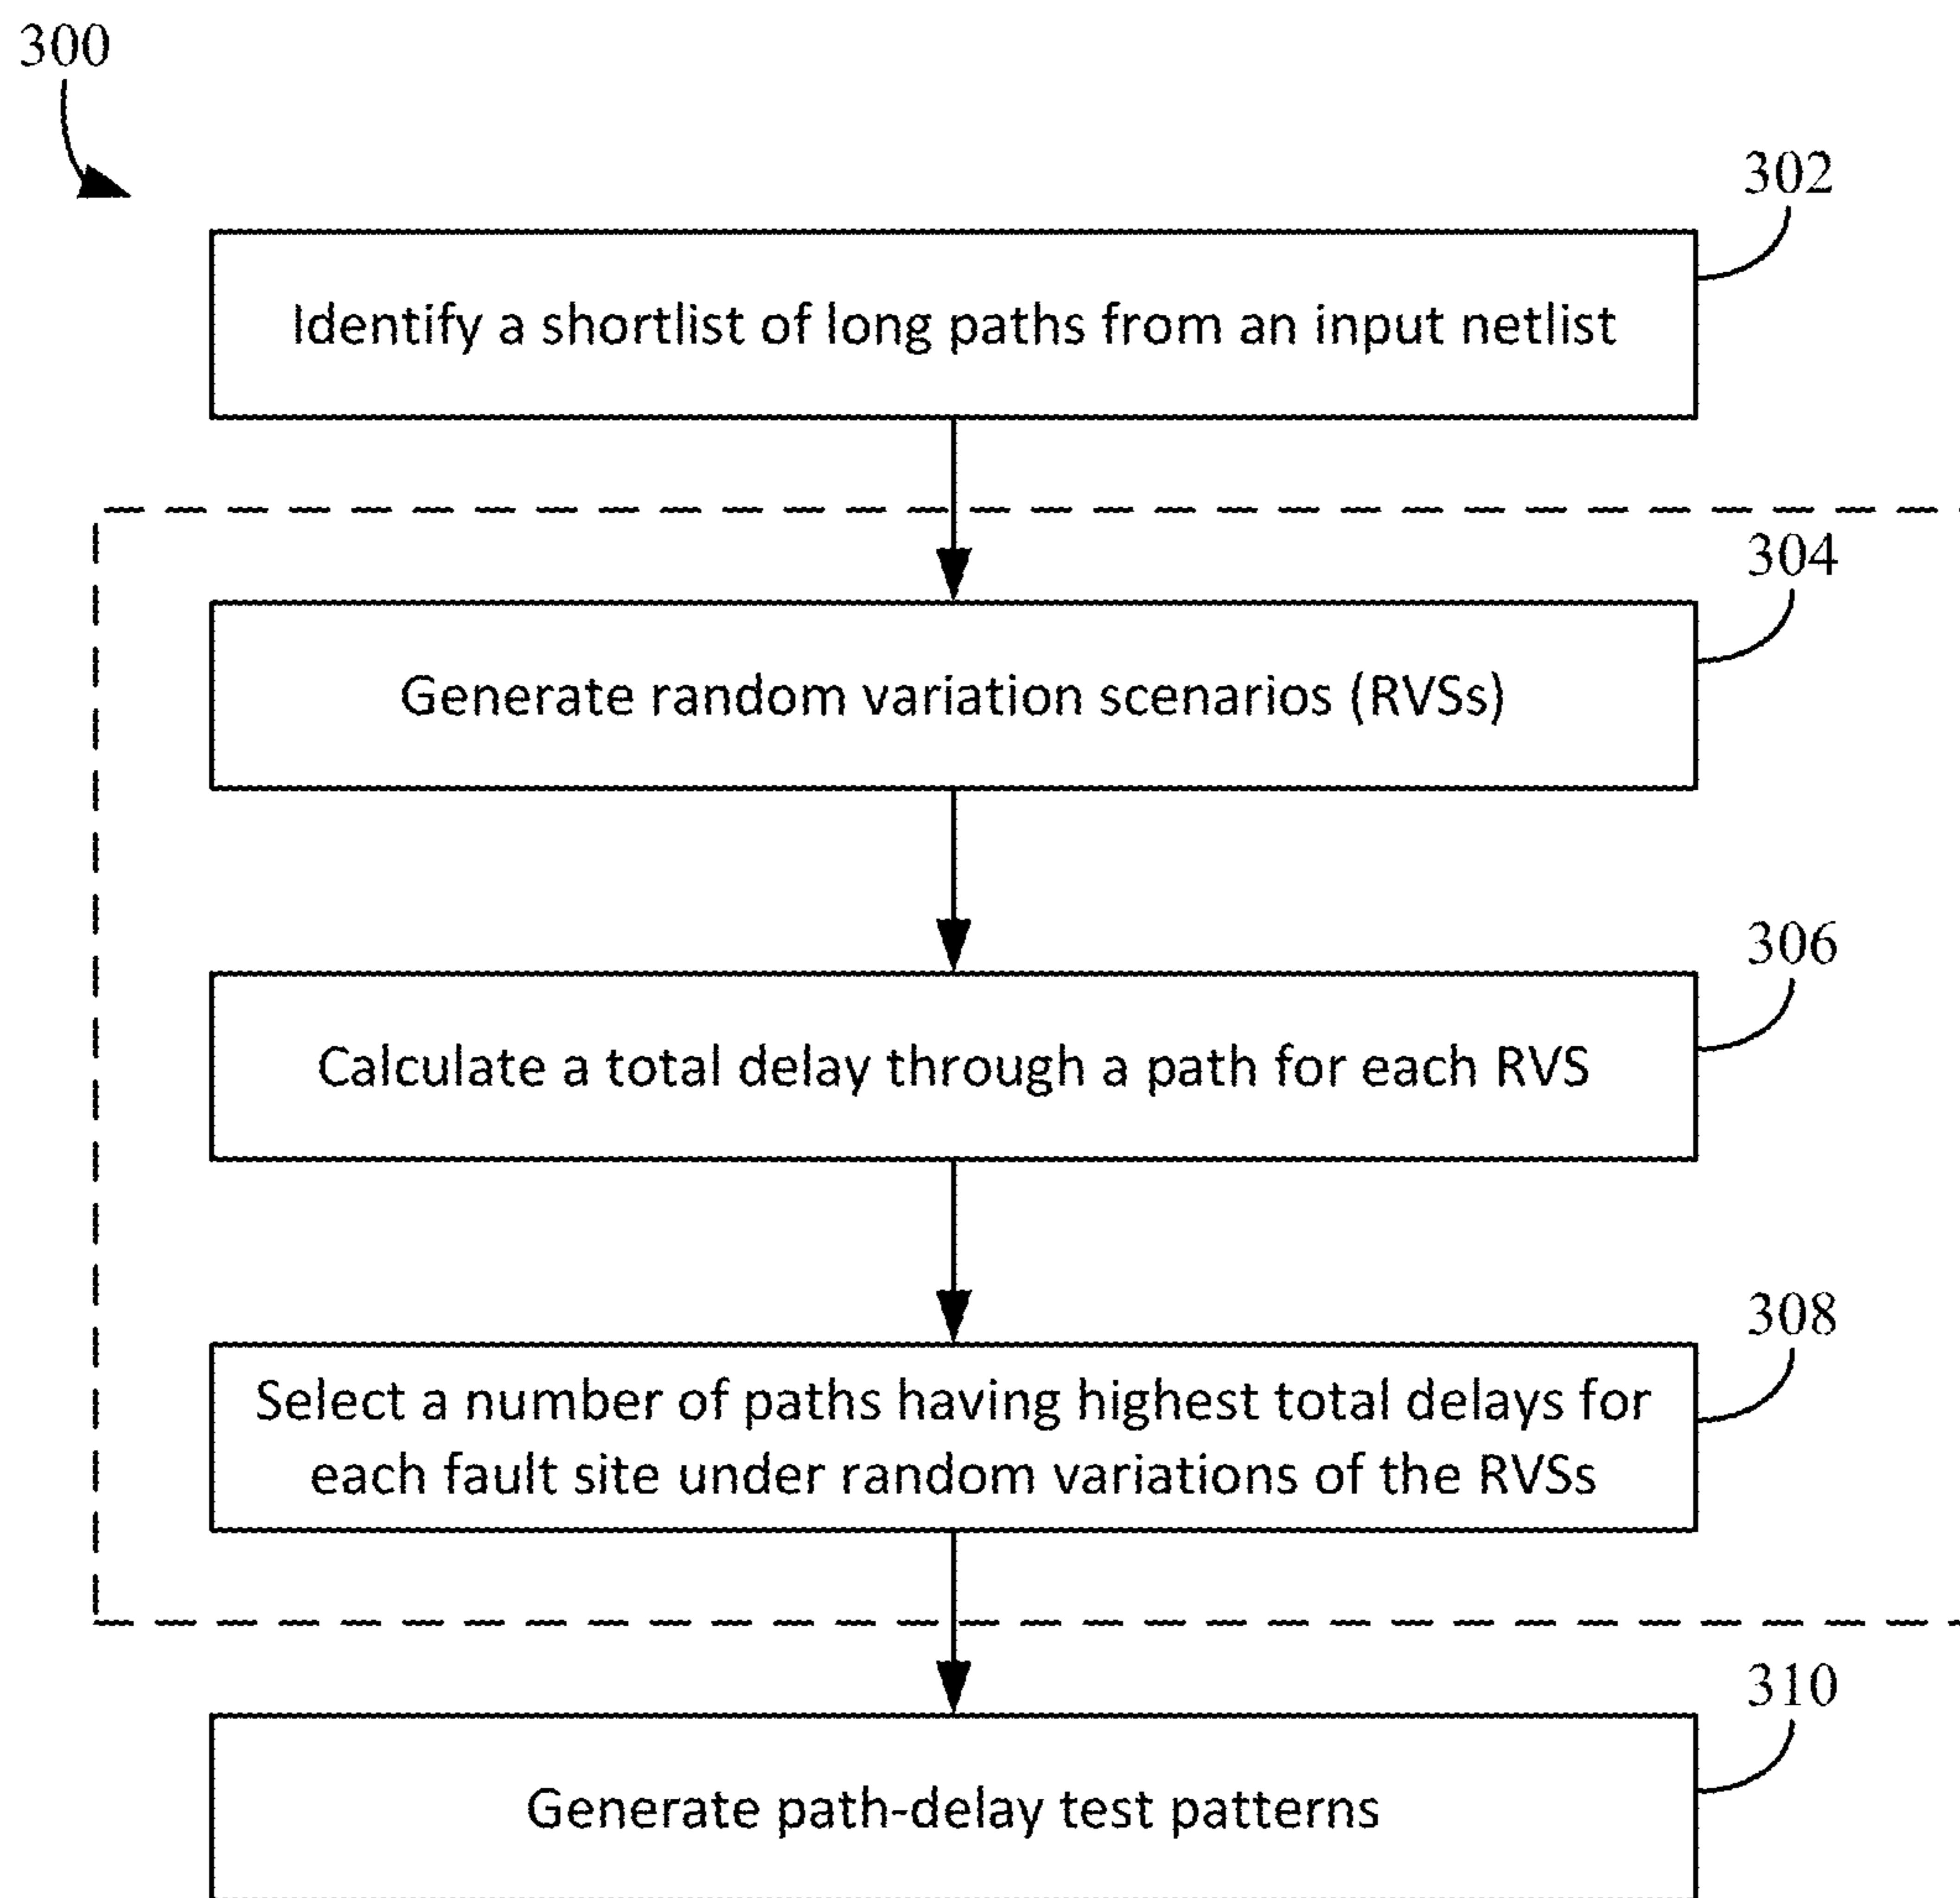 300
302
Identify a shortlist of long paths from an input netlist
304
Generate random variation scenarios (RVSs)
306
Calculate a total delay through a path for each RVS
308
Select a number of paths having highest total delays for
each fault site under random variations of the RVSs
310
Generate path-delay test patterns